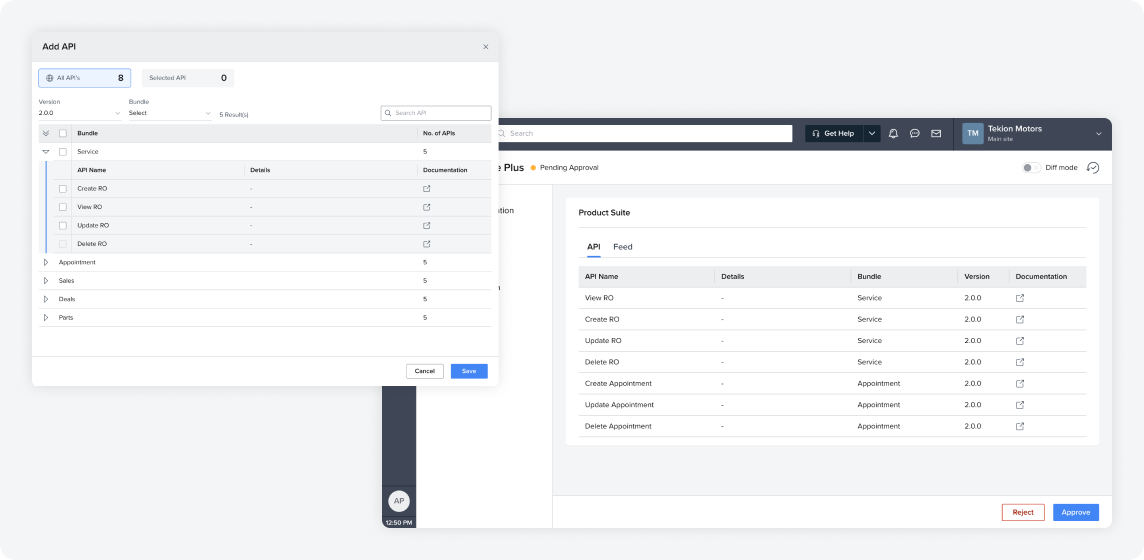 Add API
All API's 8 Selected API 0
Version Bundle
2.0.0 Select 5 Result(s) Search API
Bundle No. of APIs
Service 5
API Name Details Documentation
Create RO -
View RO -
Update RO -
Delete RO -
Appointment 5
Sales 5
Deals 5
Parts 5
Cancel Save
Search Get Help TM Tekion Motors
Main site
Plus Pending Approval Diff mode
Product Suite
API Feed
API Name Details Bundle Version Documentation
View RO - Service 2.0.0
Create RO - Service 2.0.0
Update RO - Service 2.0.0
Delete RO - Service 2.0.0
Create Appointment - Appointment 2.0.0
Update Appointment - Appointment 2.0.0
Delete Appointment - Appointment 2.0.0
AP
12:50 PM
Reject Approve